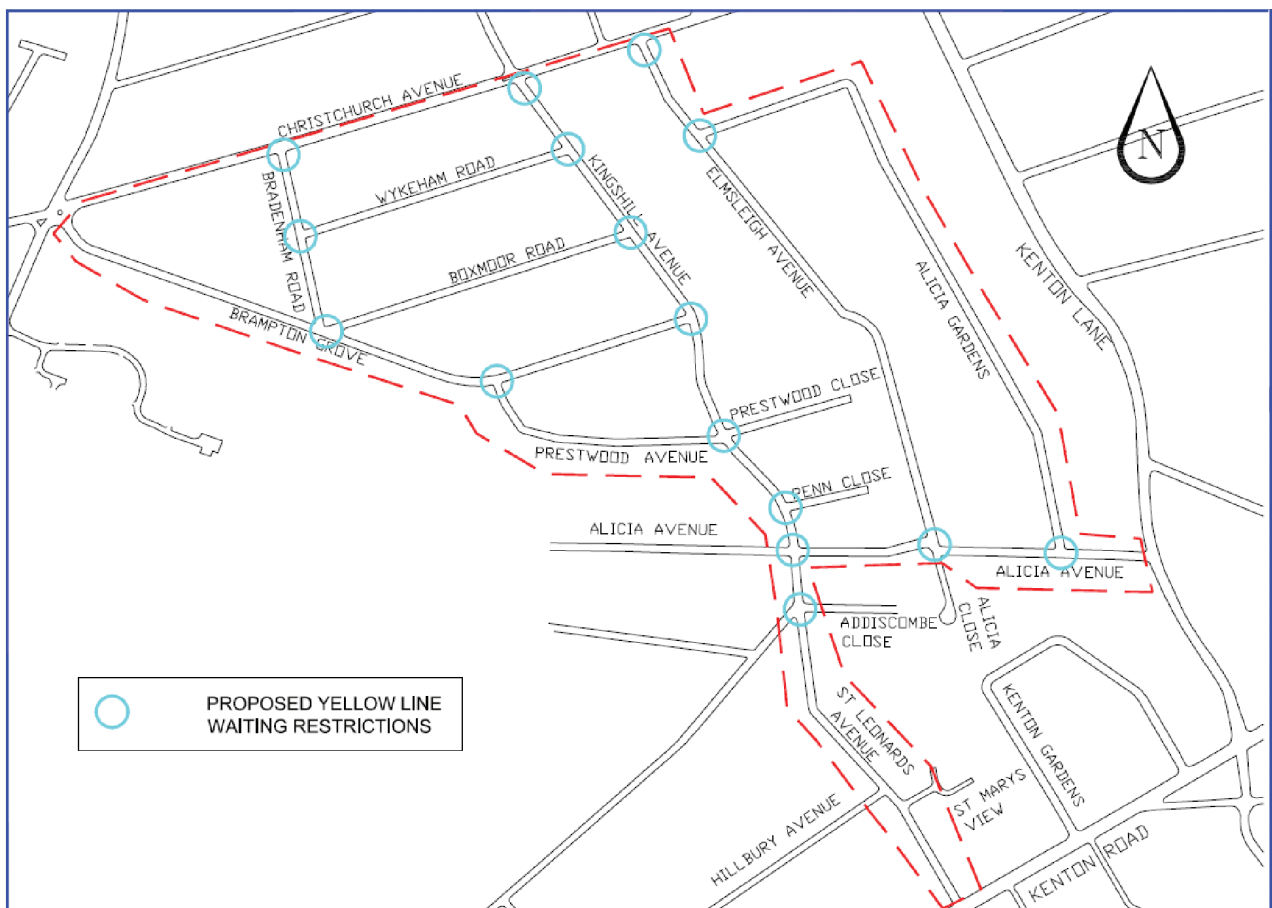 CHRISTCHURCH AVENUE
N
BRADENHAM ROAD
WYKEHAM ROAD
KINGSHILL AVENUE
ELMSLEIGH AVENUE
BOXMOOR ROAD
KENTON LANE
ALICIA GARDENS
BRAMPTON GROVE
PRESTWOOD CLOSE
PRESTWOOD AVENUE
PENN CLOSE
ALICIA AVENUE
ALICIA AVENUE
ADDISCOMBE
CLOSE
ALICIA
CLOSE
PROPOSED YELLOW LINE
WAITING RESTRICTIONS
ST LEONARDS
AVENUE
KENTON GARDENS
ST MARYS
VIEW
HILLBURY AVENUE
KENTON ROAD